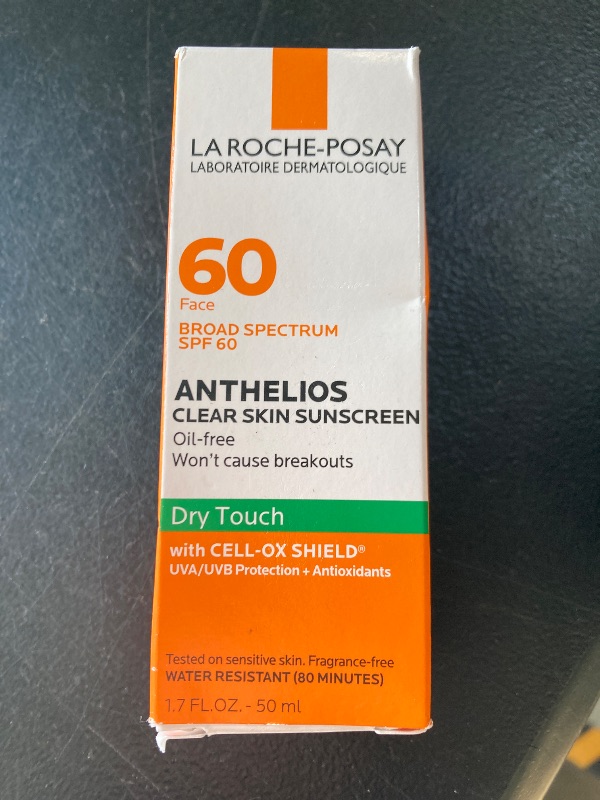 LA ROCHE-POSAY
LABORATOIRE DERMATOLOGIQUE
60
Face
BROAD SPECTRUM
SPF 60
ANTHELIOS
CLEAR SKIN SUNSCREEN
Oil-free
Won't cause breakouts
Dry Touch
with CELL-OX SHIELD®
UVA/UVB Protection + Antioxidants
Tested on sensitive skin. Fragrance-free
WATER RESISTANT (80 MINUTES)
1.7 FL.OZ. - 50 ml